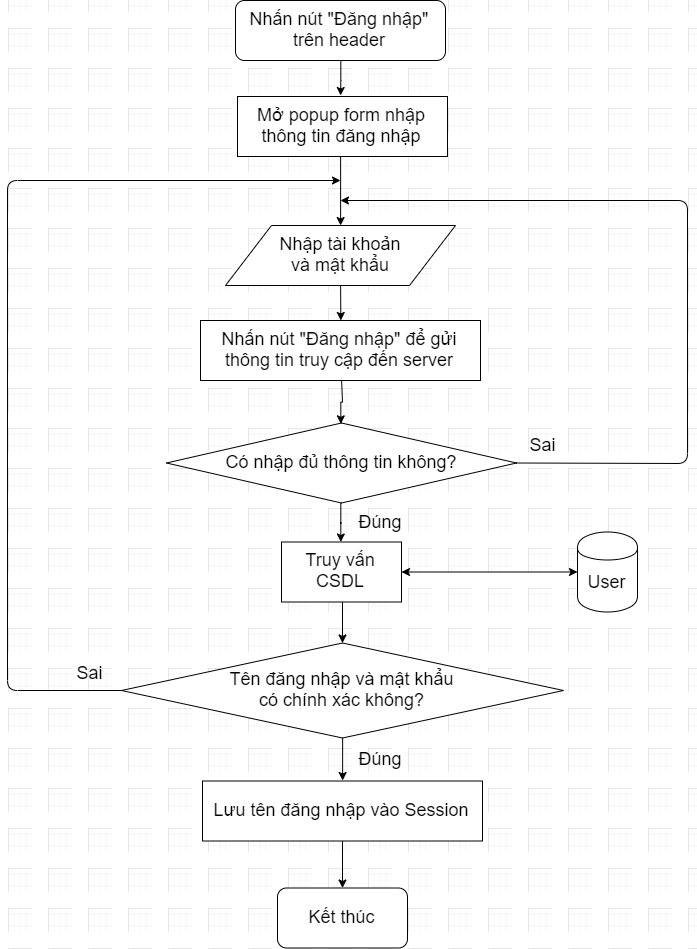 Nhấn nút "Đăng nhập"
trên header
Mở popup form nhập
thông tin đăng nhập
Nhập tài khoản
và mật khẩu
Nhấn nút "Đăng nhập" để gửi
thông tin truy cập đến server
Có nhập đủ thông tin không?
Sai
Đúng
Truy vấn
CSDL
User
Tên đăng nhập và mật khẩu
có chính xác không?
Sai
Đúng
Lưu tên đăng nhập vào Session
Kết thúc